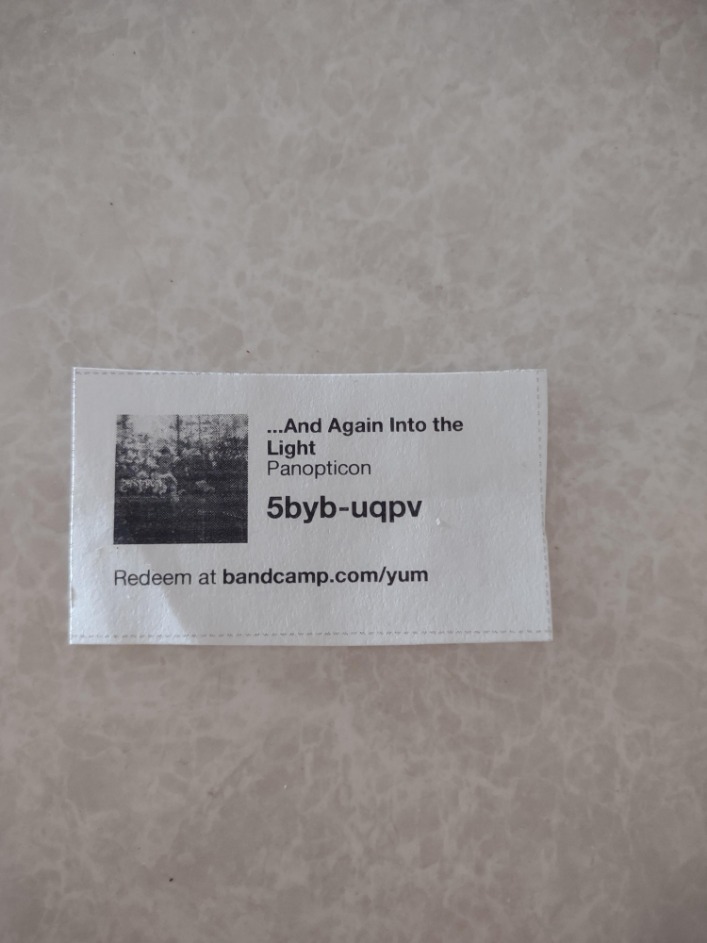 ...And Again Into the
Light
Panopticon
5byb-uqpv
Redeem at bandcamp.com/yum